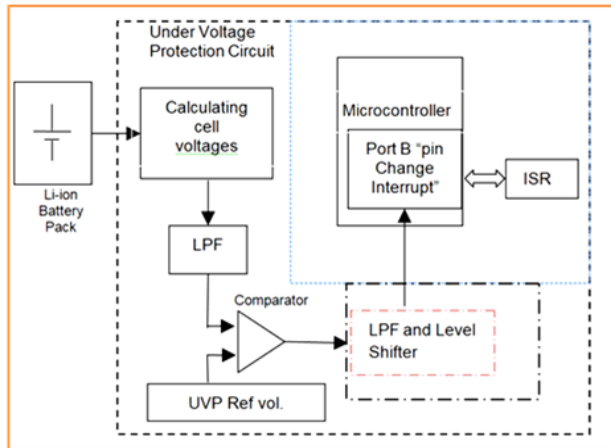 Under Voltage
Protection Circuit
Calculating
cell
voltages
Li-ion
Battery
Pack
LPF
Comparator
UVP Ref vol.
Microcontroller
Port B “pin
Change
Interrupt”
ISR
LPF and Level
Shifter